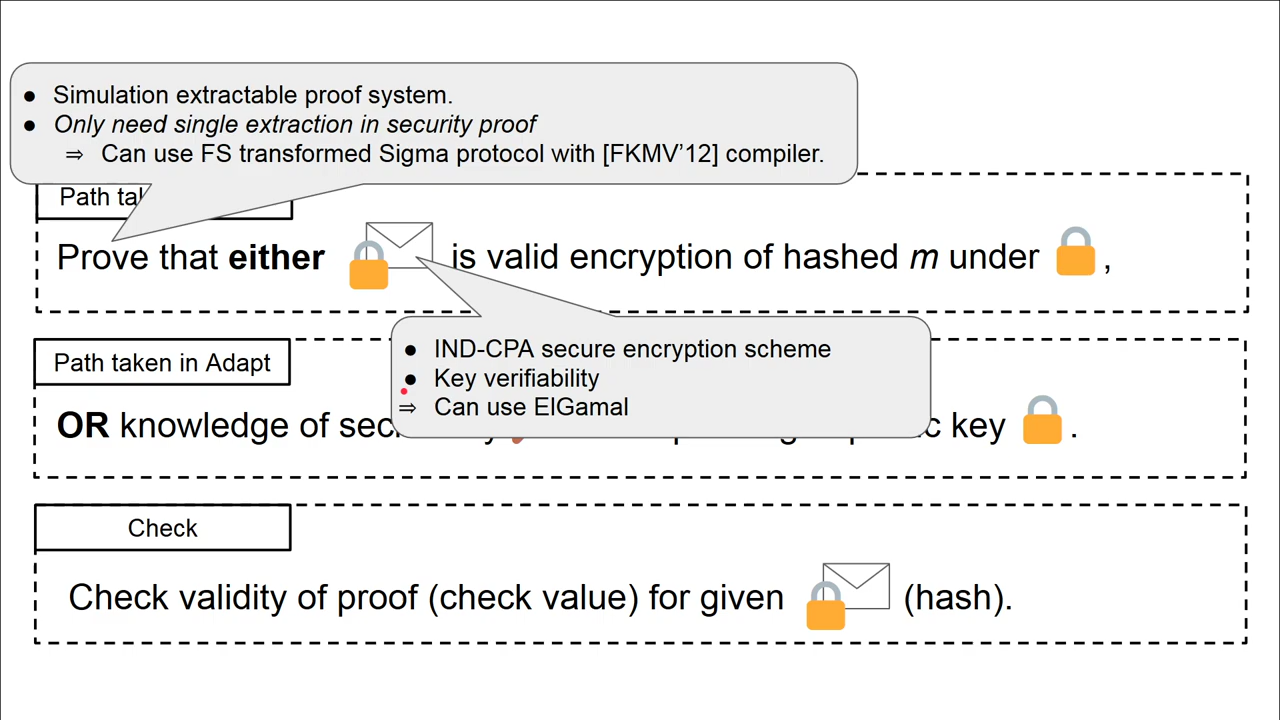 ● Simulation extractable proof system.
● Only need single extraction in security proof
⇒ Can use FS transformed Sigma protocol with [FKMV'12] compiler.
Path
Prove that either is valid encryption of hashed m under ,
● IND-CPA secure encryption scheme
● Key verifiability
⇒ Can use ElGamal
Path taken in Adapt
OR knowledge of key .
Check
Check validity of proof (check value) for given (hash).